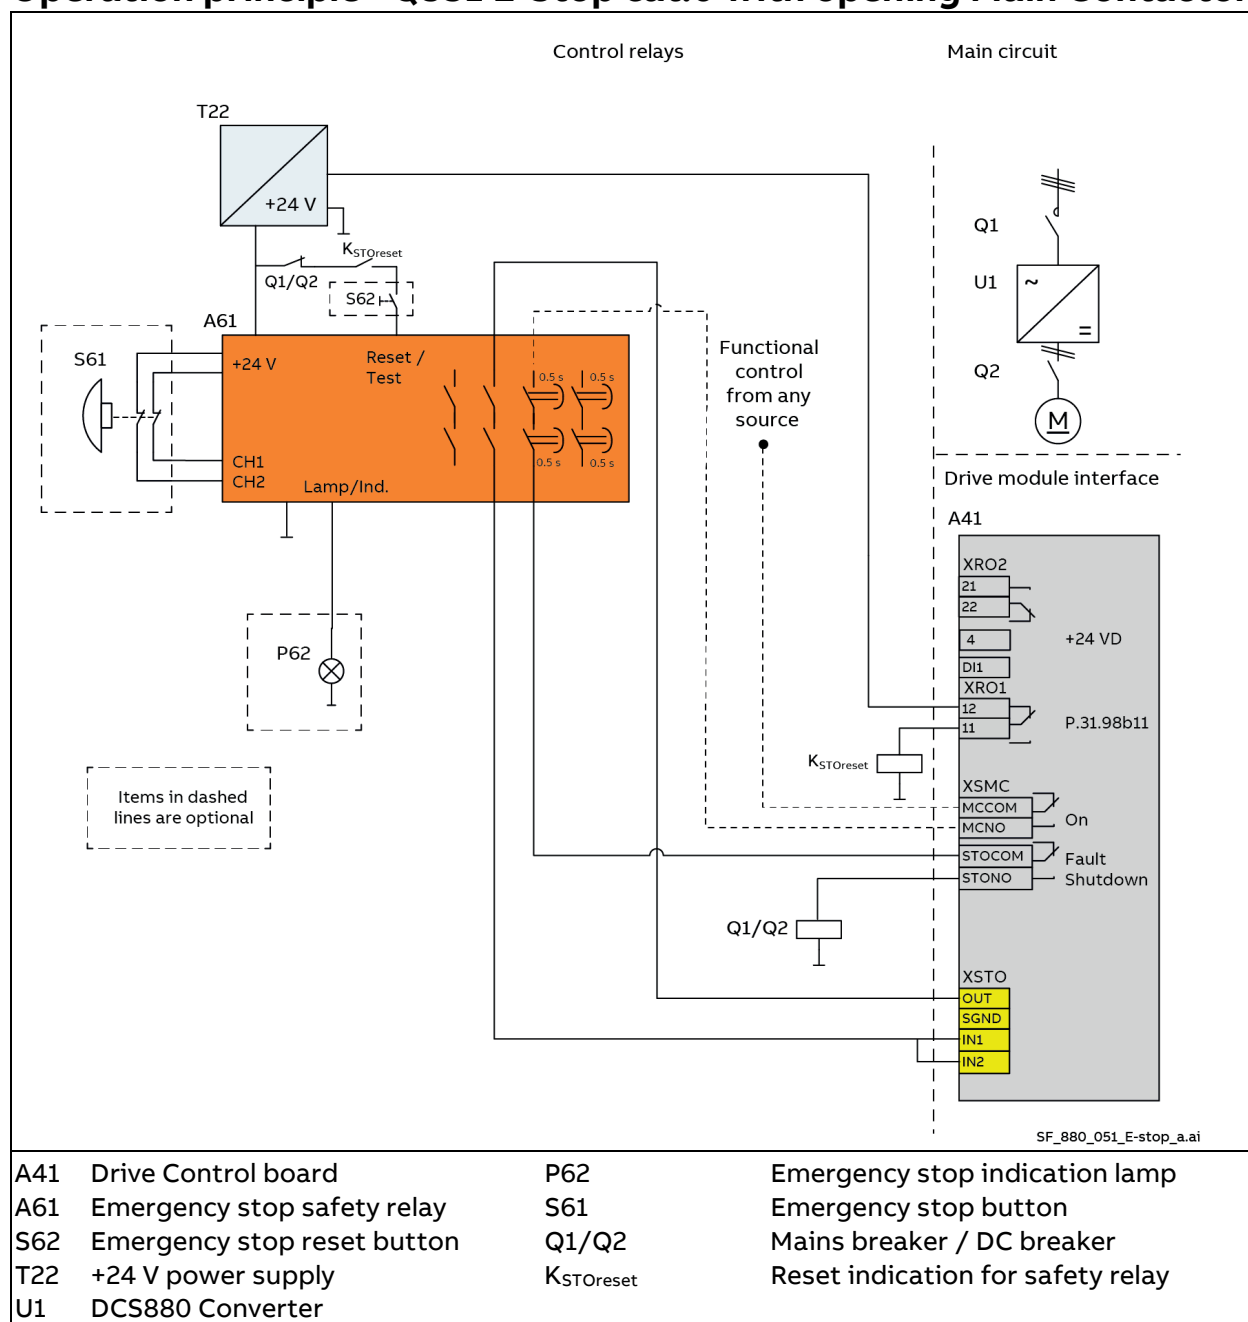 Control relays
Main circuit
T22
+24 V
KSTOreset
Q1/Q2
S62
A61
S61
+24 V
Reset /
Test
0.5 s
0.5 s
0.5 s
0.5 s
CH1
CH2
Lamp/Ind.
Functional
control
from any
source
Q1
U1
~
=
Q2
M
Drive module interface
A41
XRO2
21
22
4
+24 VD
DI1
XRO1
12
11
P.31.98b11
KSTOreset
XSMC
MCCOM
MCNO
On
STOCOM
STONO
Fault
Shutdown
Q1/Q2
XSTO
OUT
SGND
IN1
IN2
P62
Items in dashed
lines are optional
SF_880_051_E-stop_a.ai
A41 Drive Control board P62 Emergency stop indication lamp
A61 Emergency stop safety relay S61 Emergency stop button
S62 Emergency stop reset button Q1/Q2 Mains breaker / DC breaker
T22 +24 V power supply KSTOreset Reset indication for safety relay
U1 DCS880 Converter